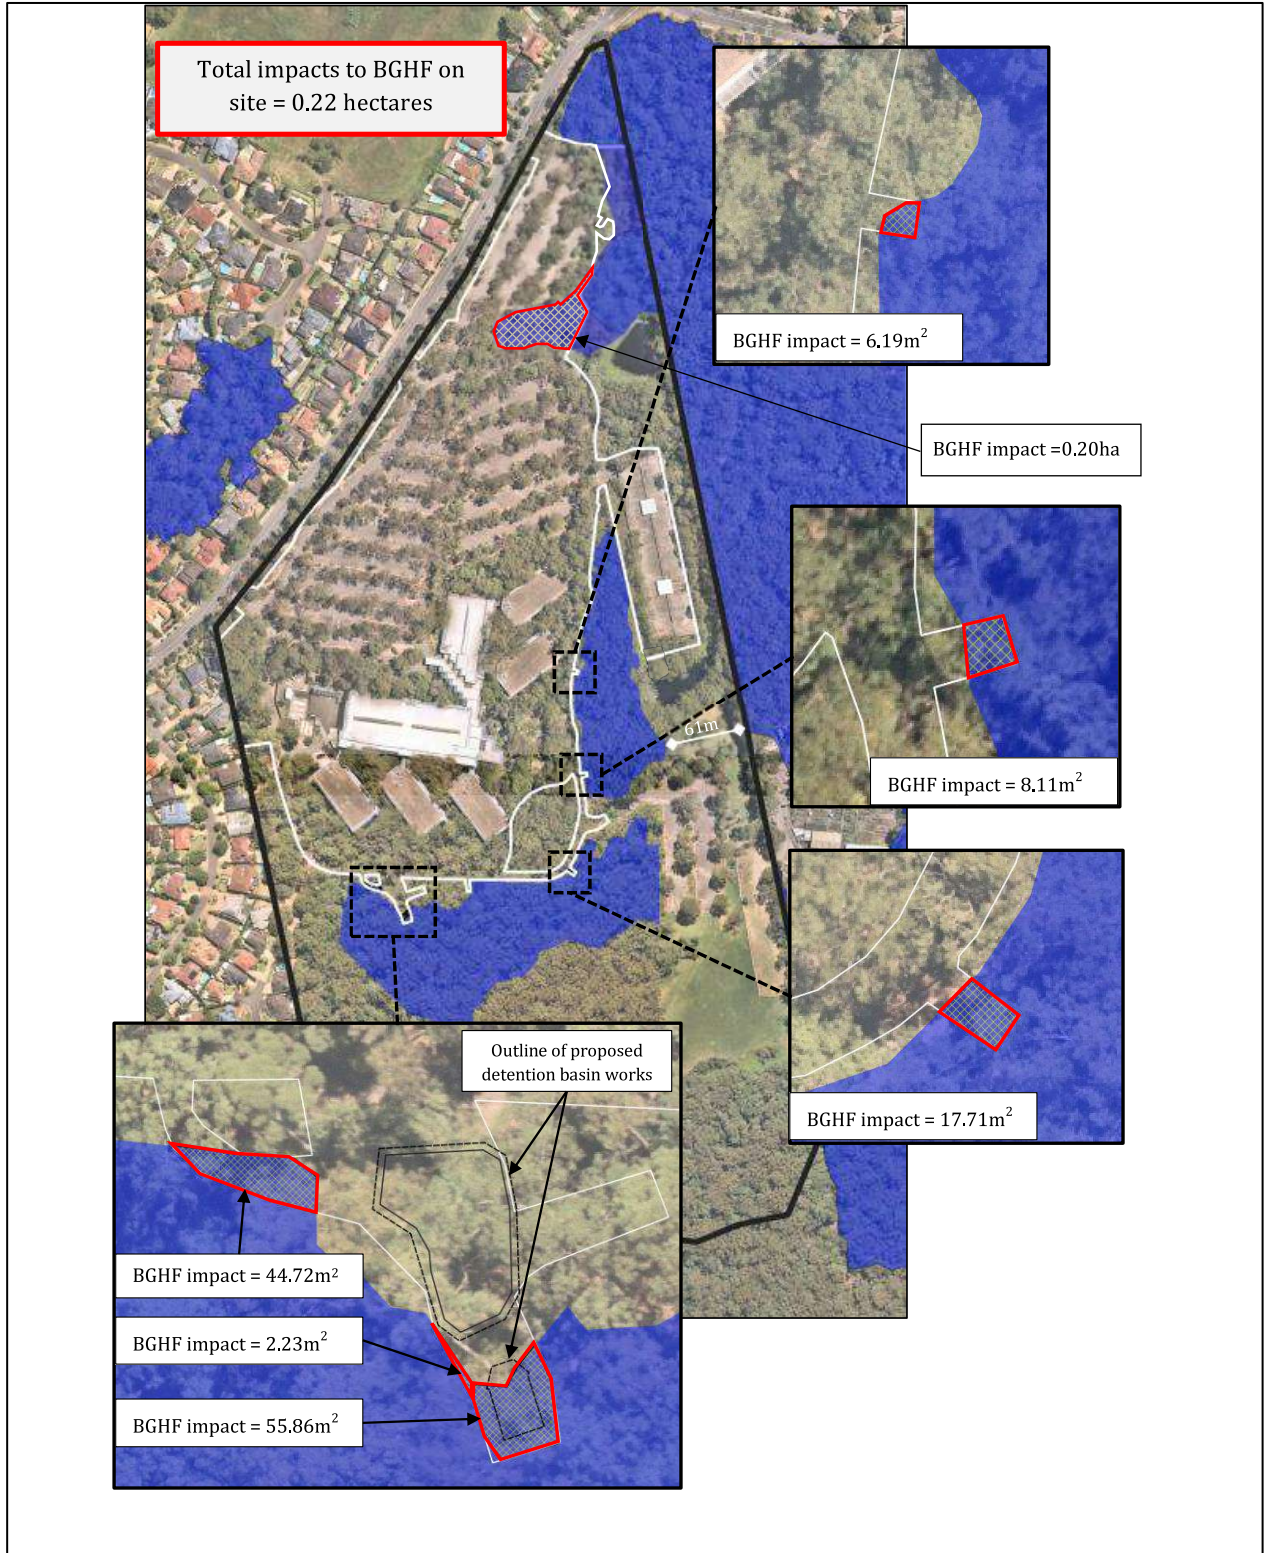 Total impacts to BGHF on
site = 0.22 hectares
BGHF impact = 6.19m²
BGHF impact =0.20ha
BGHF impact = 8.11m²
61m
BGHF impact = 17.71m²
Outline of proposed
detention basin works
BGHF impact = 44.72m²
BGHF impact = 2.23m²
BGHF impact = 55.86m²